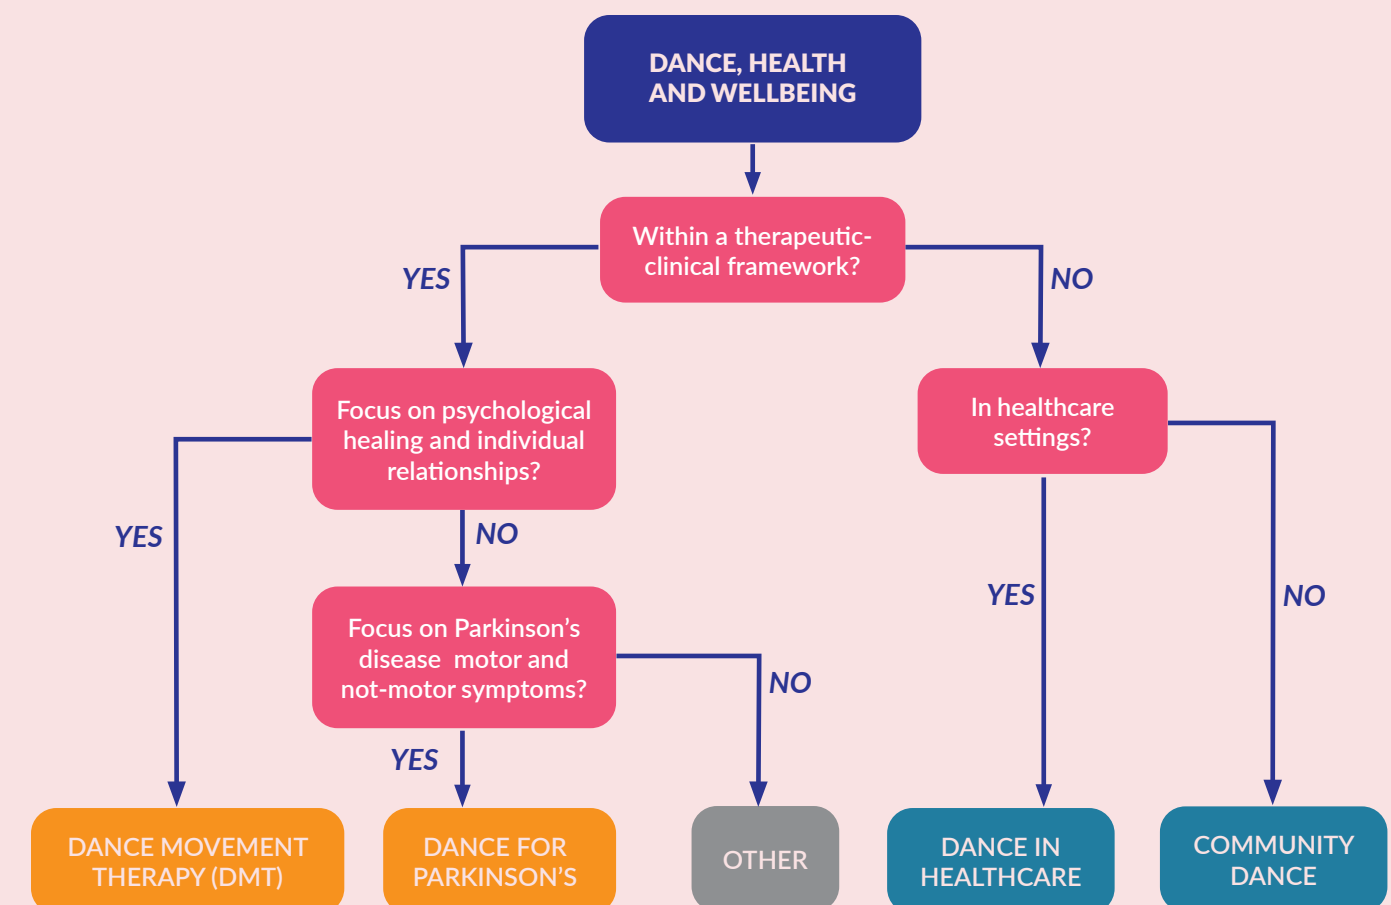 DANCE, HEALTH
AND WELLBEING
Within a therapeutic-
clinical framework?
YES
NO
Focus on psychological
healing and individual
relationships?
In healthcare
settings?
YES
NO
Focus on Parkinson’s
disease  motor and
not-motor symptoms?
YES
NO
NO
YES
DANCE MOVEMENT
THERAPY (DMT)
DANCE FOR
PARKINSON’S
OTHER
DANCE IN
HEALTHCARE
COMMUNITY
DANCE